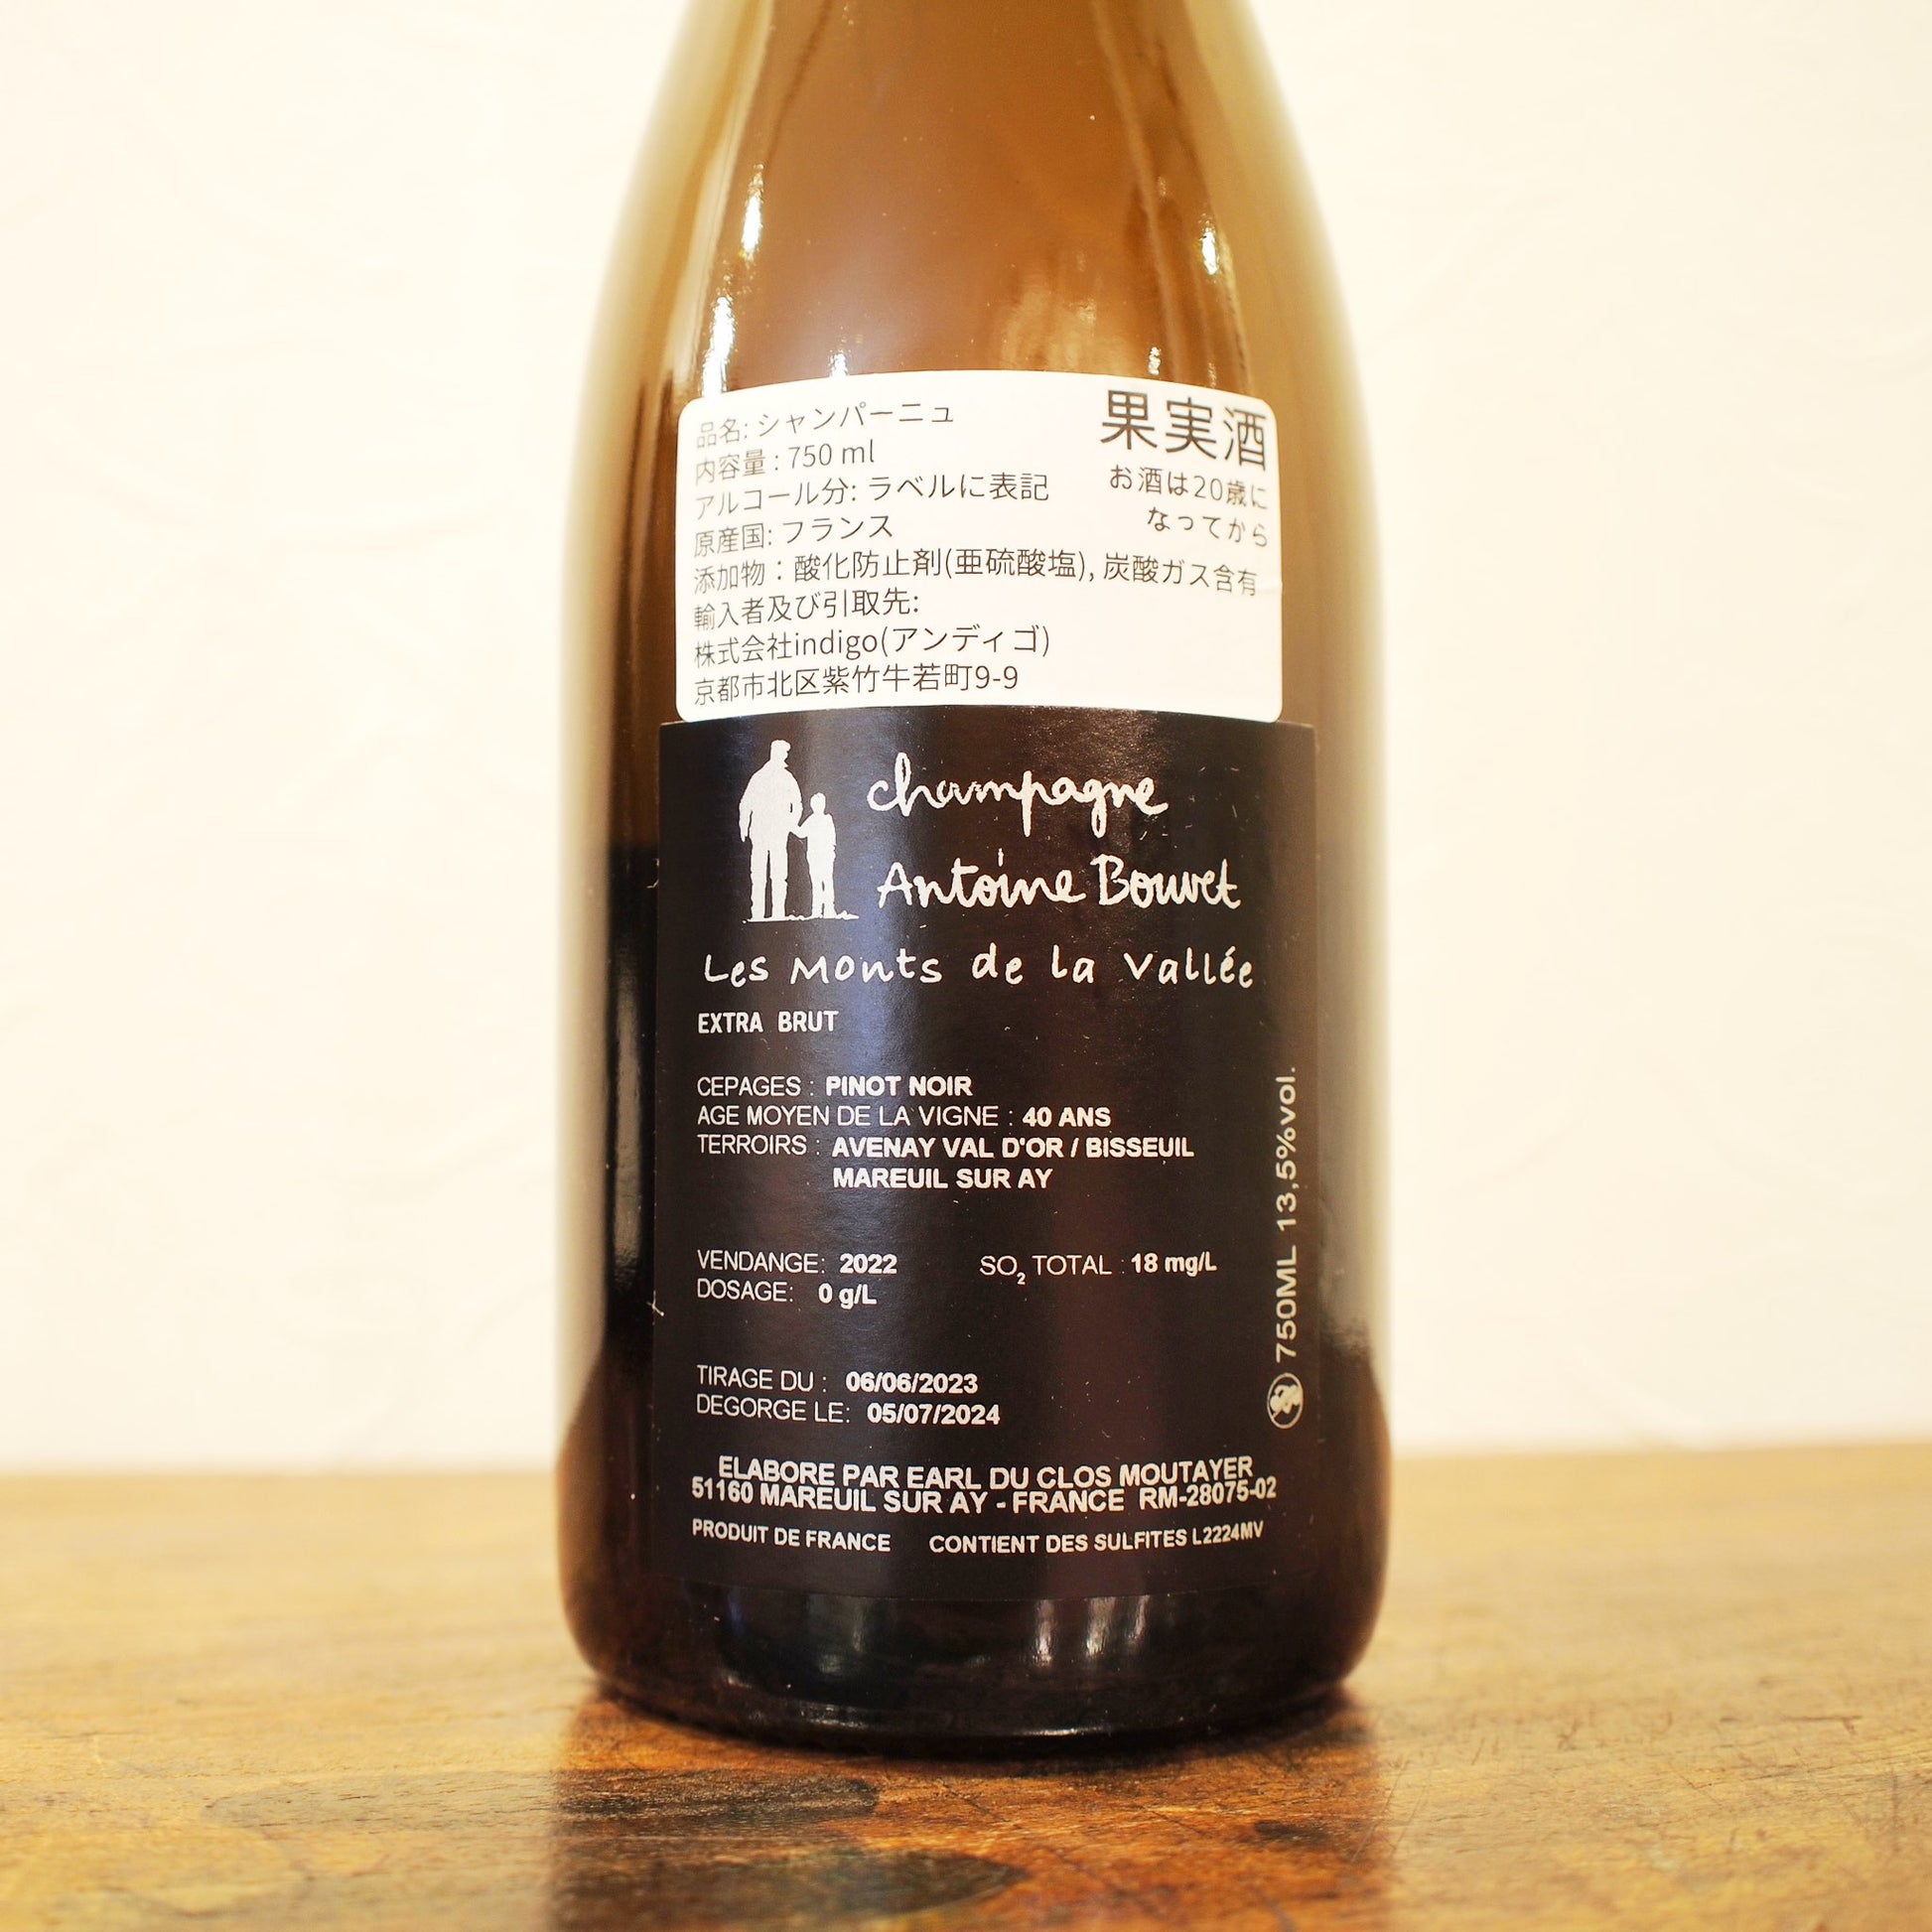 品名: シャンパーニュ
果実酒
内容量 : 750 ml
アルコール分: ラベルに表記
お酒は20歳に
なってから
原産国: フランス
添加物：酸化防止剤(亜硫酸塩), 炭酸ガス含有
輸入者及び引取先:
株式会社indigo(アンディゴ)
京都市北区紫竹牛若町9-9
champagne
Antoine Bouvet
Les Monts de la Vallée
EXTRA BRUT
CEPAGES : PINOT NOIR
AGE MOYEN DE LA VIGNE : 40 ANS
TERROIRS : AVENAY VAL D'OR / BISSEUIL
MAREUIL SUR AY
VENDANGE: 2022 SO2 TOTAL : 18 mg/L
DOSAGE: 0 g/L
TIRAGE DU : 06/06/2023
DEGORGE LE: 05/07/2024
750ML 13,5%vol.
ELABORE PAR EARL DU CLOS MOUTAYER
51160 MAREUIL SUR AY - FRANCE RM-28075-02
PRODUIT DE FRANCE CONTIENT DES SULFITES L2224MV